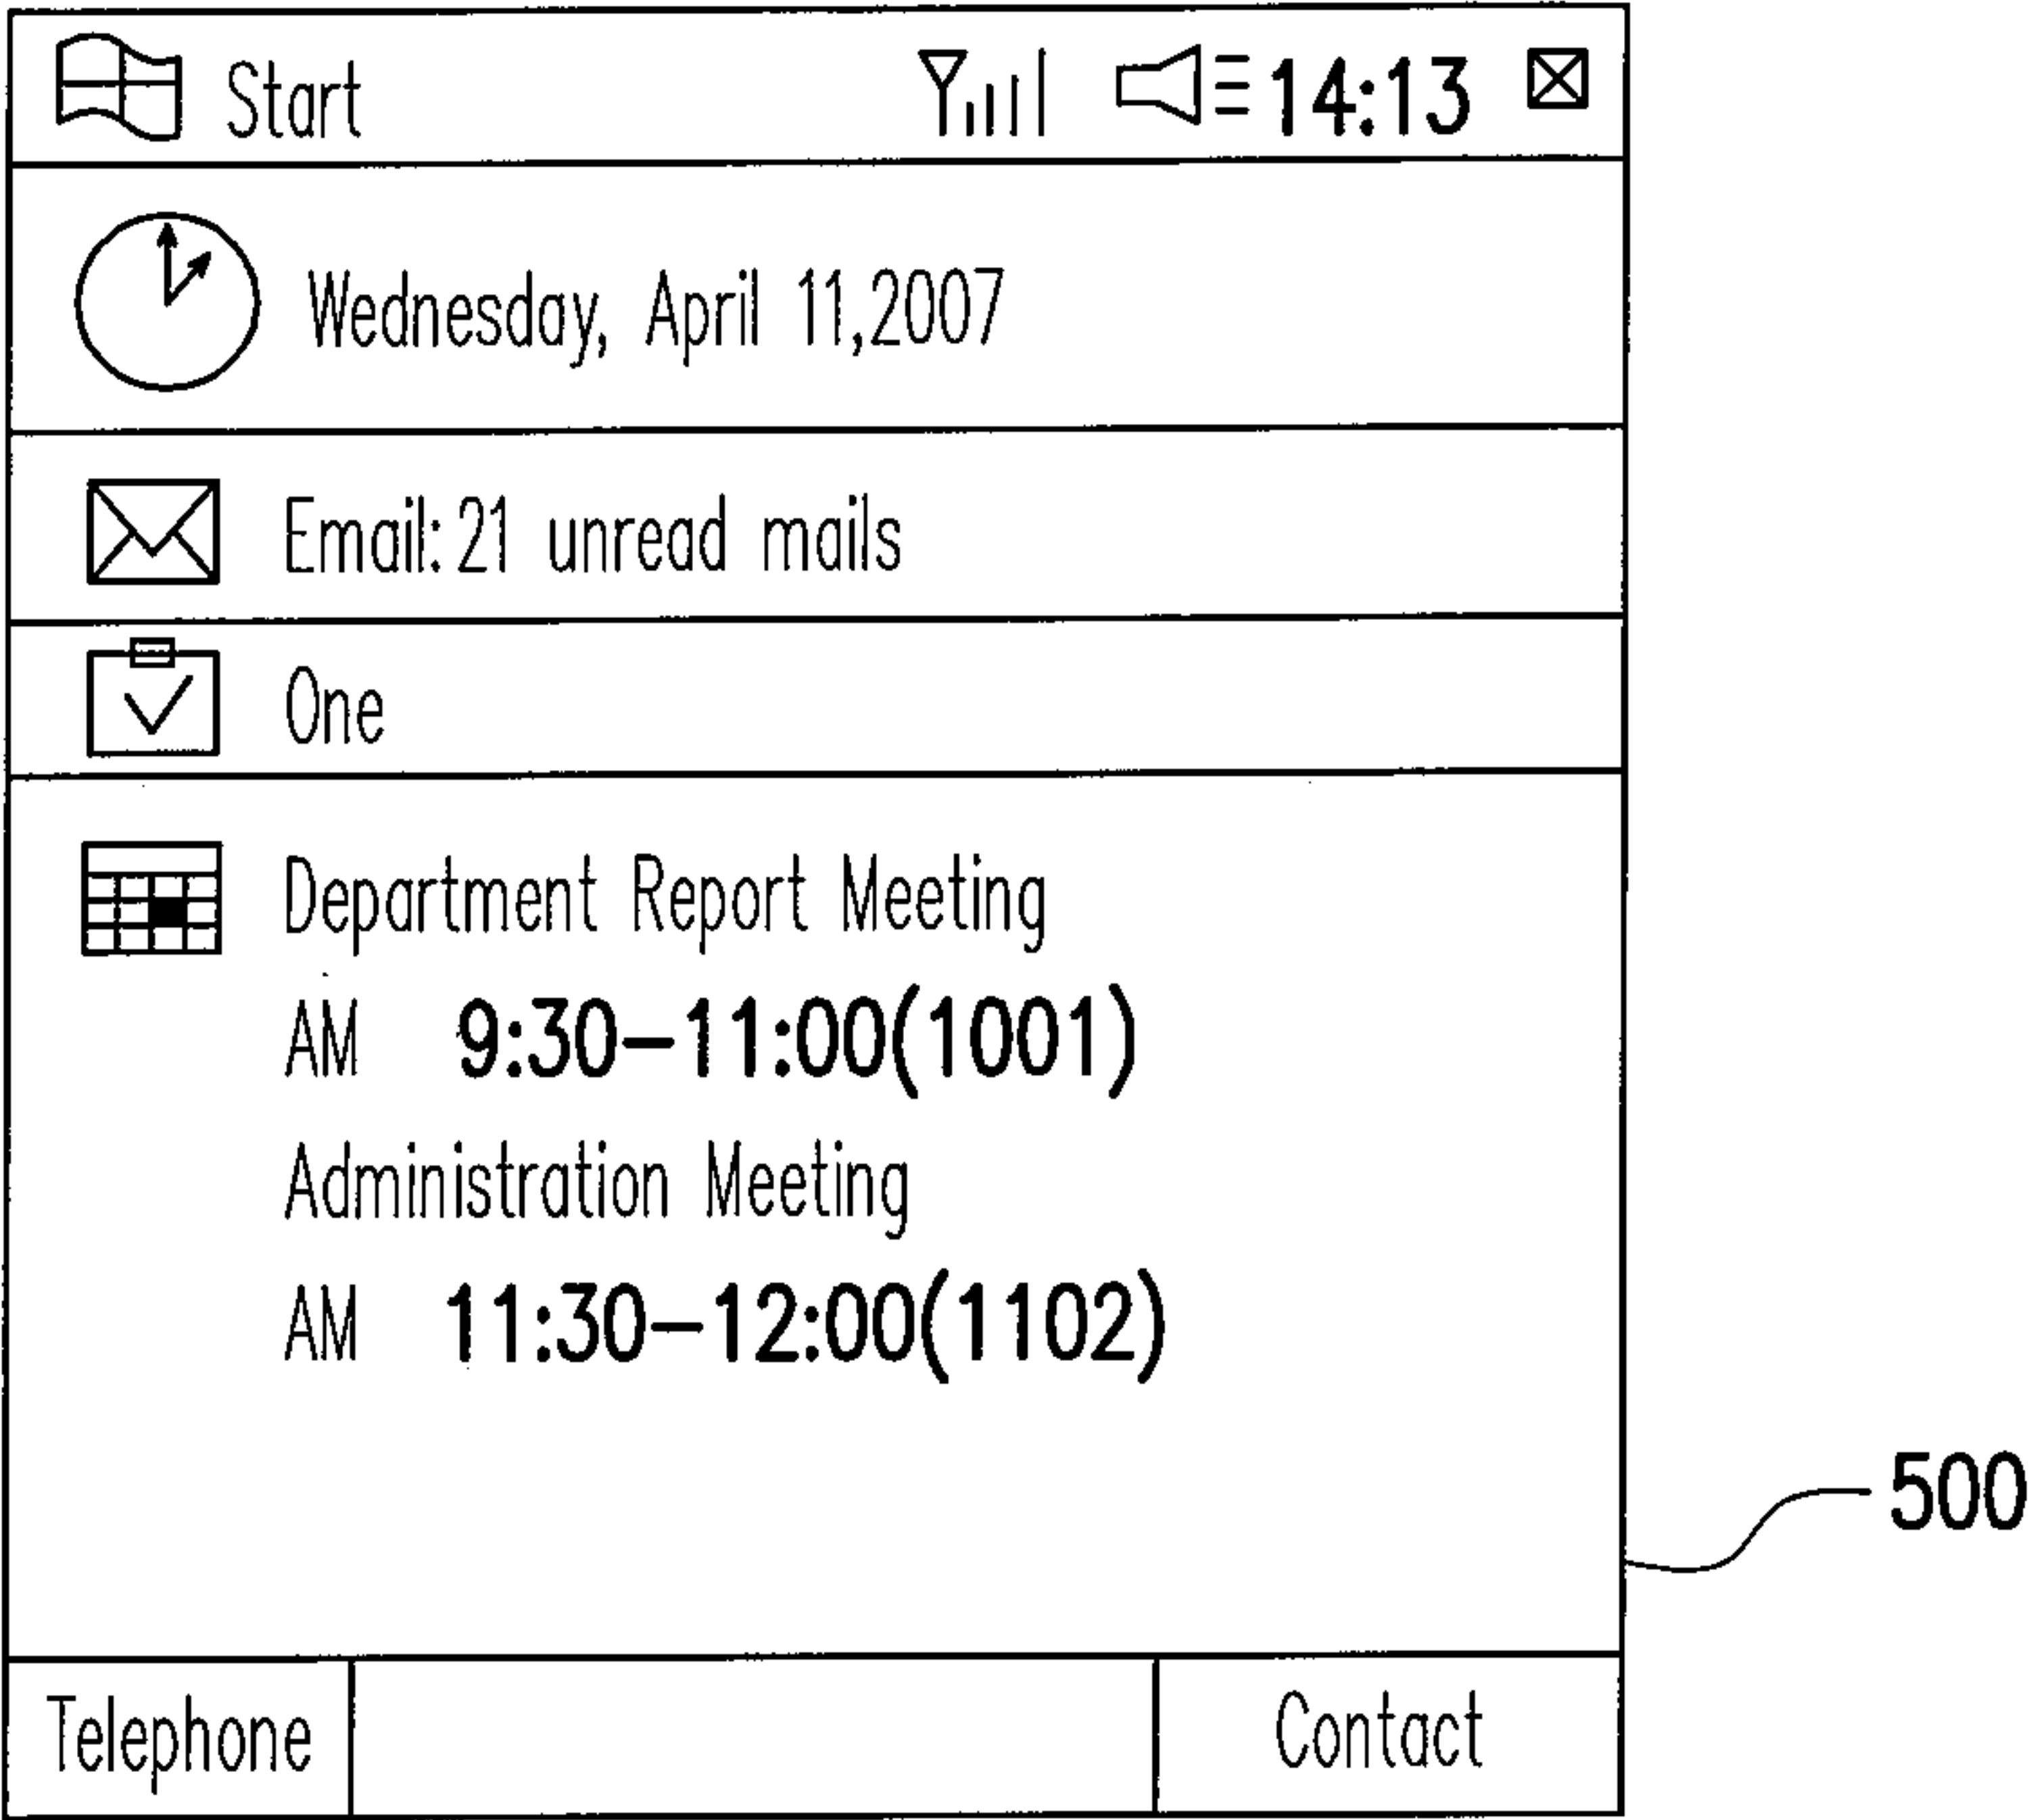 Start 14:13
Wednesday, April 11,2007
Email:21 unread mails
One
Department Report Meeting
AM 9:30-11:00(1001)
Administration Meeting
AM 11:30-12:00(1102)
500
Telephone Contact